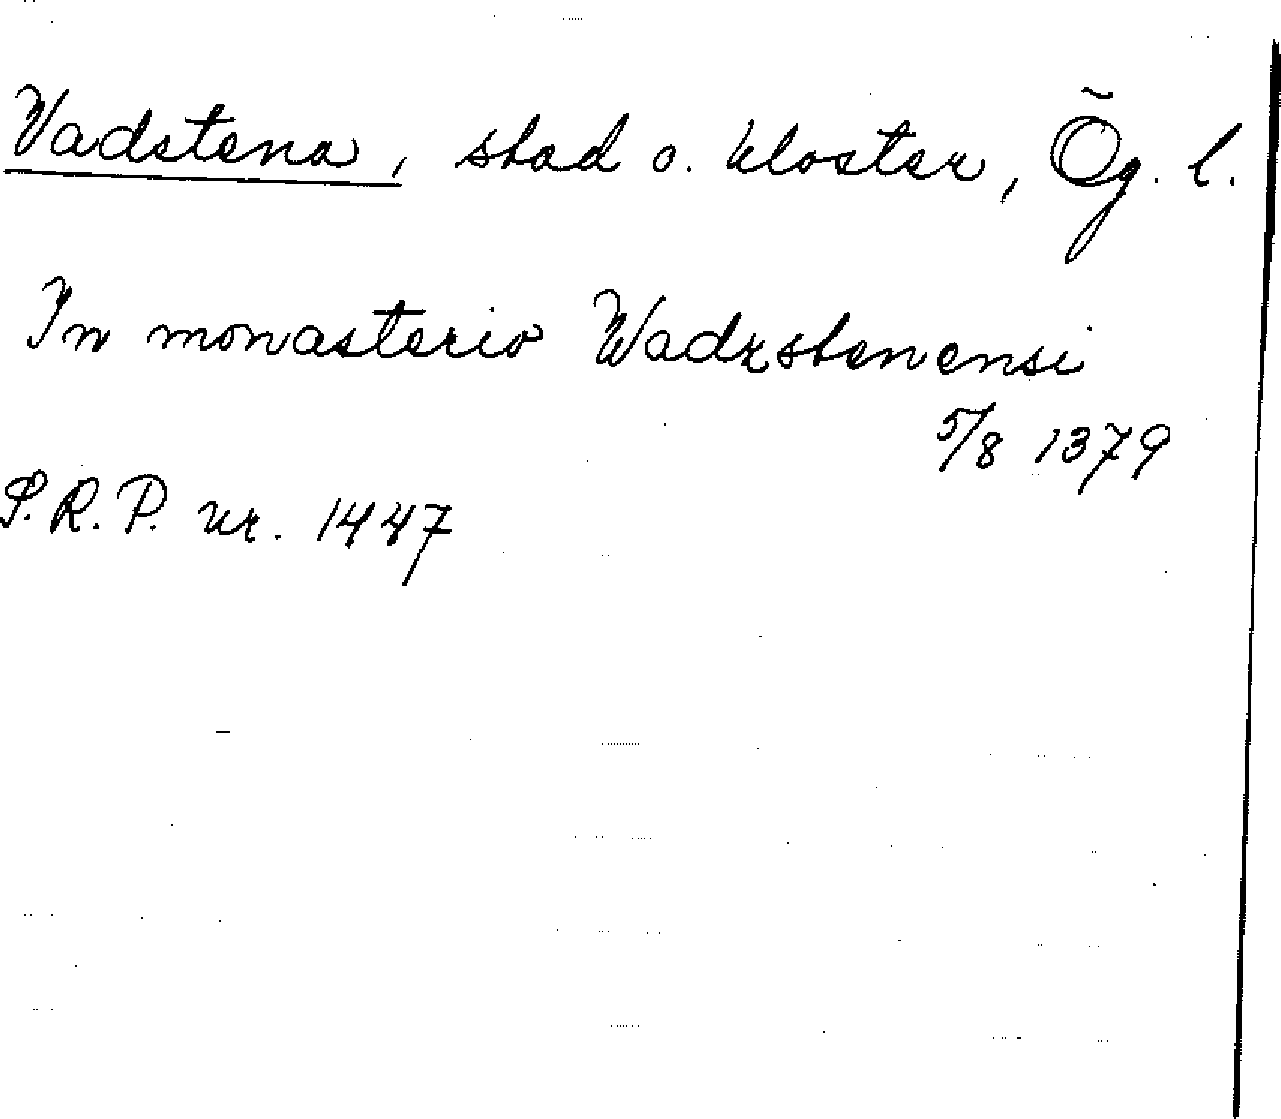 Vadstena, stad o. kloster, Ög. l.
In monasterio Wadzstenensi
5/8 1379
S.R.P. nr. 1447